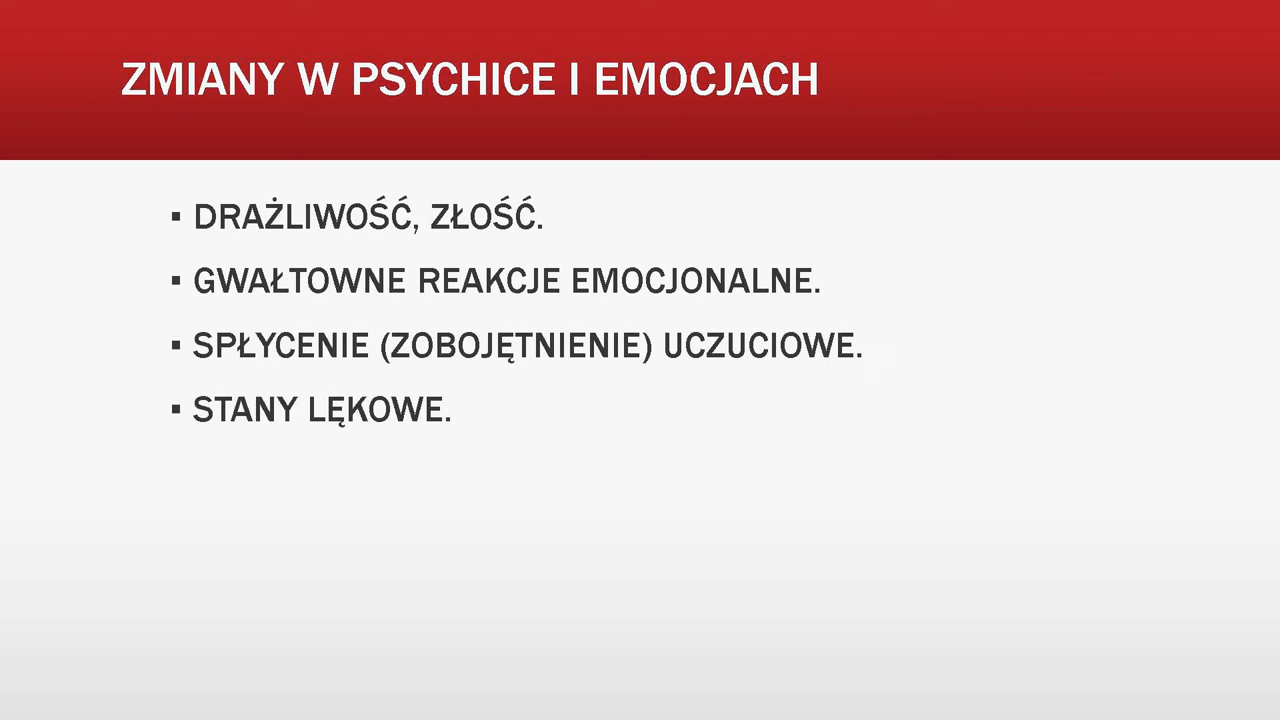 ZMIANY W PSYCHICE I EMOCJACH
▪ DRAŻLIWOŚĆ, ZŁOŚĆ.
▪ GWAŁTOWNE REAKCJE EMOCJONALNE.
▪ SPŁYCENIE (ZOBOJĘTNIENIE) UCZUCIOWE.
▪ STANY LĘKOWE.